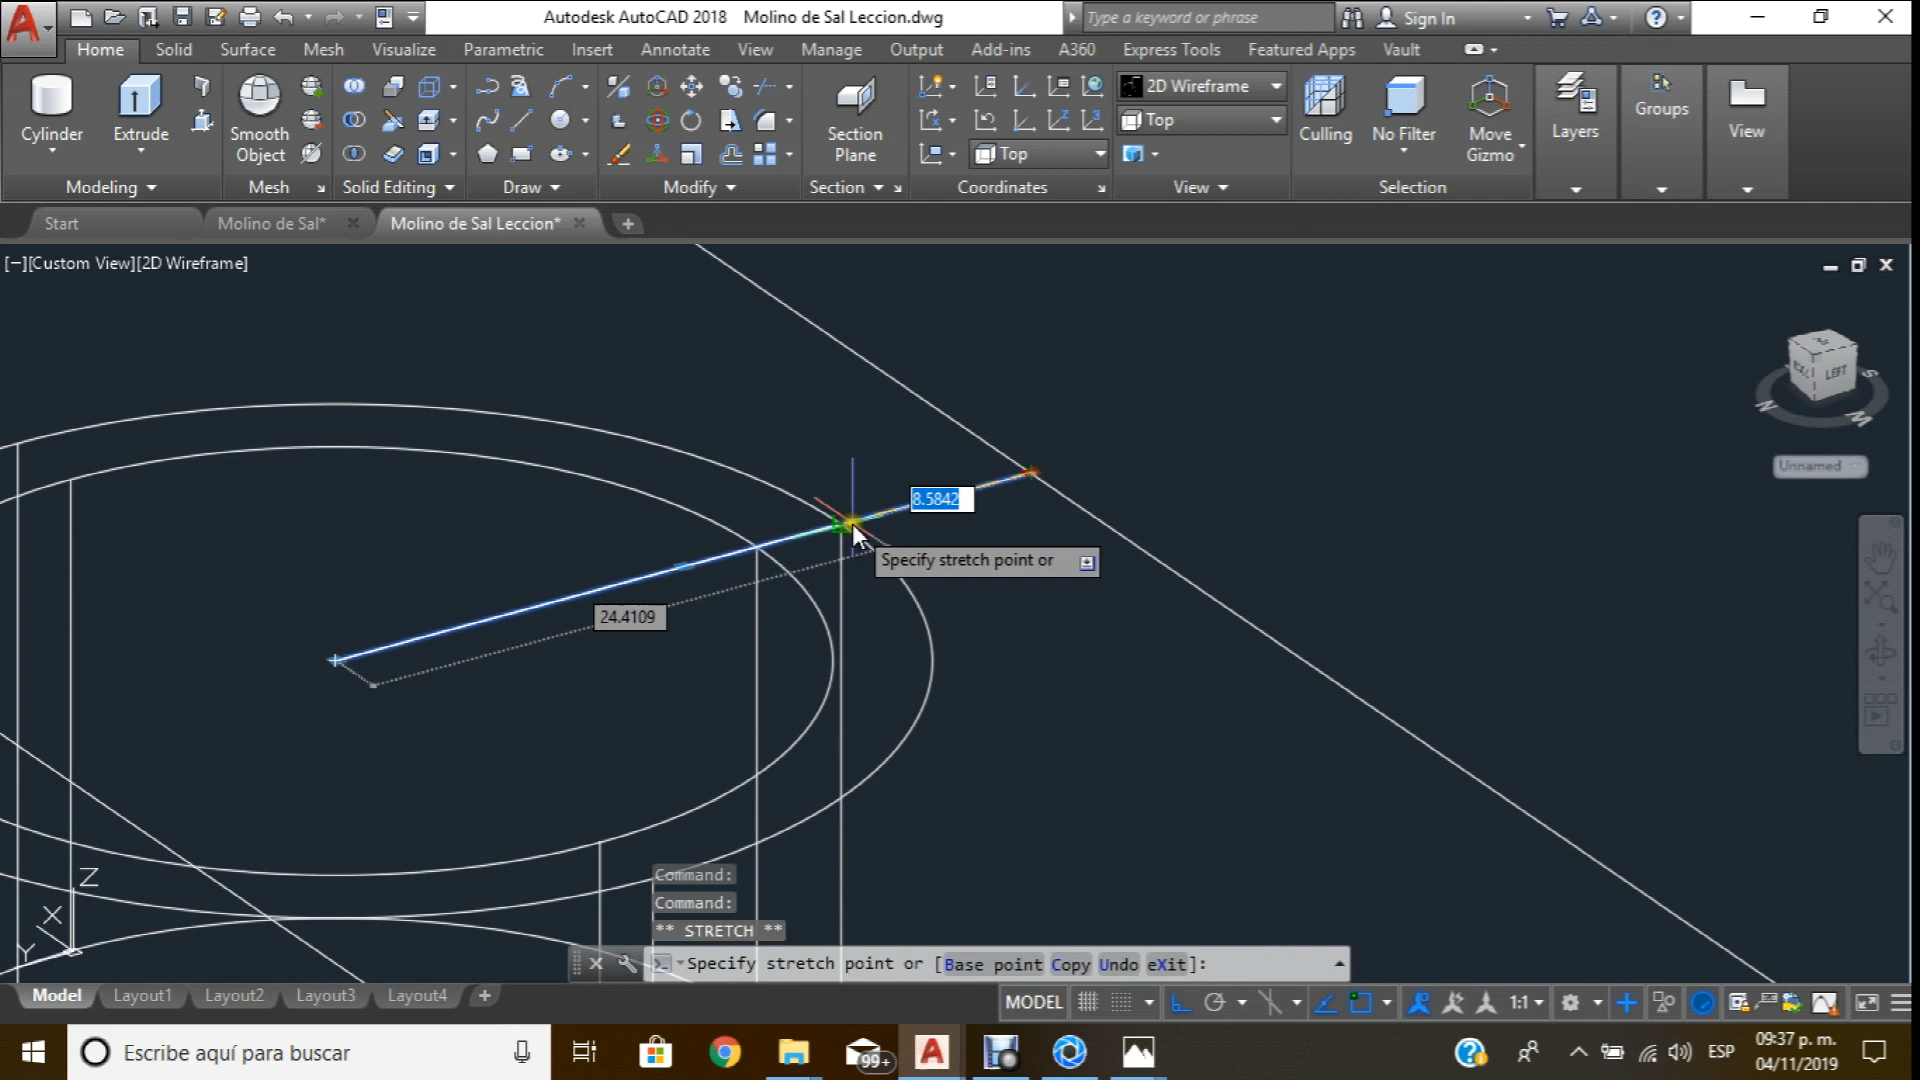 Autodesk AutoCAD 2018 Molino de Sal Leccion.dwg
Type a keyword or phrase
Sign In
Home Solid Surface Mesh Visualize Parametric Insert Annotate View Manage Output Add-ins A360 Express Tools Featured Apps Vault
Cylinder
Extrude
Smooth Object
Section Plane
2D Wireframe
Top
Top
Culling
No Filter
Move Gizmo
Layers
Groups
View
Modeling
Mesh
Solid Editing
Draw
Modify
Section
Coordinates
View
Selection
Start
Molino de Sal*
Molino de Sal Leccion*
[−][Custom View][2D Wireframe]
LEFT
N
S
Unnamed
8.5842
Specify stretch point or
24.4109
Z
X
Y
Command:
Command:
** STRETCH **
Specify stretch point or [Base point Copy Undo eXit]:
Model Layout1 Layout2 Layout3 Layout4
MODEL
1:1
Escribe aquí para buscar
99+
ESP
09:37 p. m.
04/11/2019